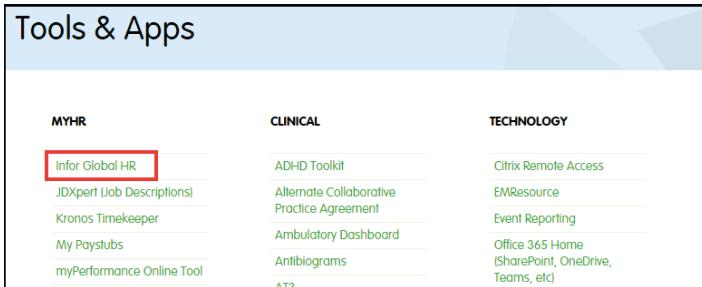 Tools & Apps
MYHR
Infor Global HR
JDXpert (Job Descriptions)
Kronos Timekeeper
My Paystubs
myPerformance Online Tool
CLINICAL
ADHD Toolkit
Alternate Collaborative
Practice Agreement
Ambulatory Dashboard
Antibiograms
TECHNOLOGY
Citrix Remote Access
EMResource
Event Reporting
Office 365 Home
(SharePoint, OneDrive,
Teams, etc)